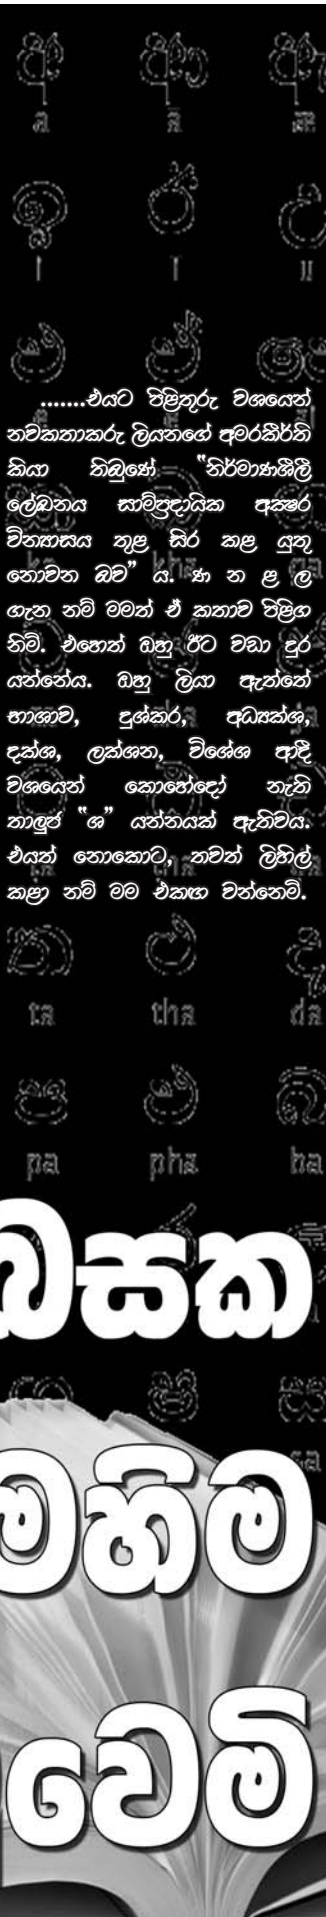 අ ආ ඇ
a ā æ
ඉ ඊ උ
i ī u
.......එයට පිළිතුරු වශයෙන්
නවකතාකරු ලියනගේ අමරකීර්ති
කියා තිබුණේ “නිර්මාණශීලී
ලේඛනය සාම්ප්‍රදායික අක්‍ෂර
වින්‍යාසය තුළ සිර කළ යුතු
නොවන බව” ය. ණ න ළ ල
ගැන නම් මමත් ඒ කතාව පිළිග
නිමි. එහෙත් ඔහු ඊට වඩා දුර
යන්නේය. ඔහු ලියා ඇත්තේ
භාශාව, දුශ්කර, අධ්‍යක්ශ,
දක්ශ, ලක්ශන, විශේශ ආදී
වශයෙන් කොහේදෝ නැති
තාලුජ “ශ” යන්නයක් ඇතිවය.
එයත් නොකොට, තවත් ලිහිල්
කළා නම් මම එකඟ වන්නෙමි.
ta tha da
pa pha ba
බසක
මහිම
වෙමි